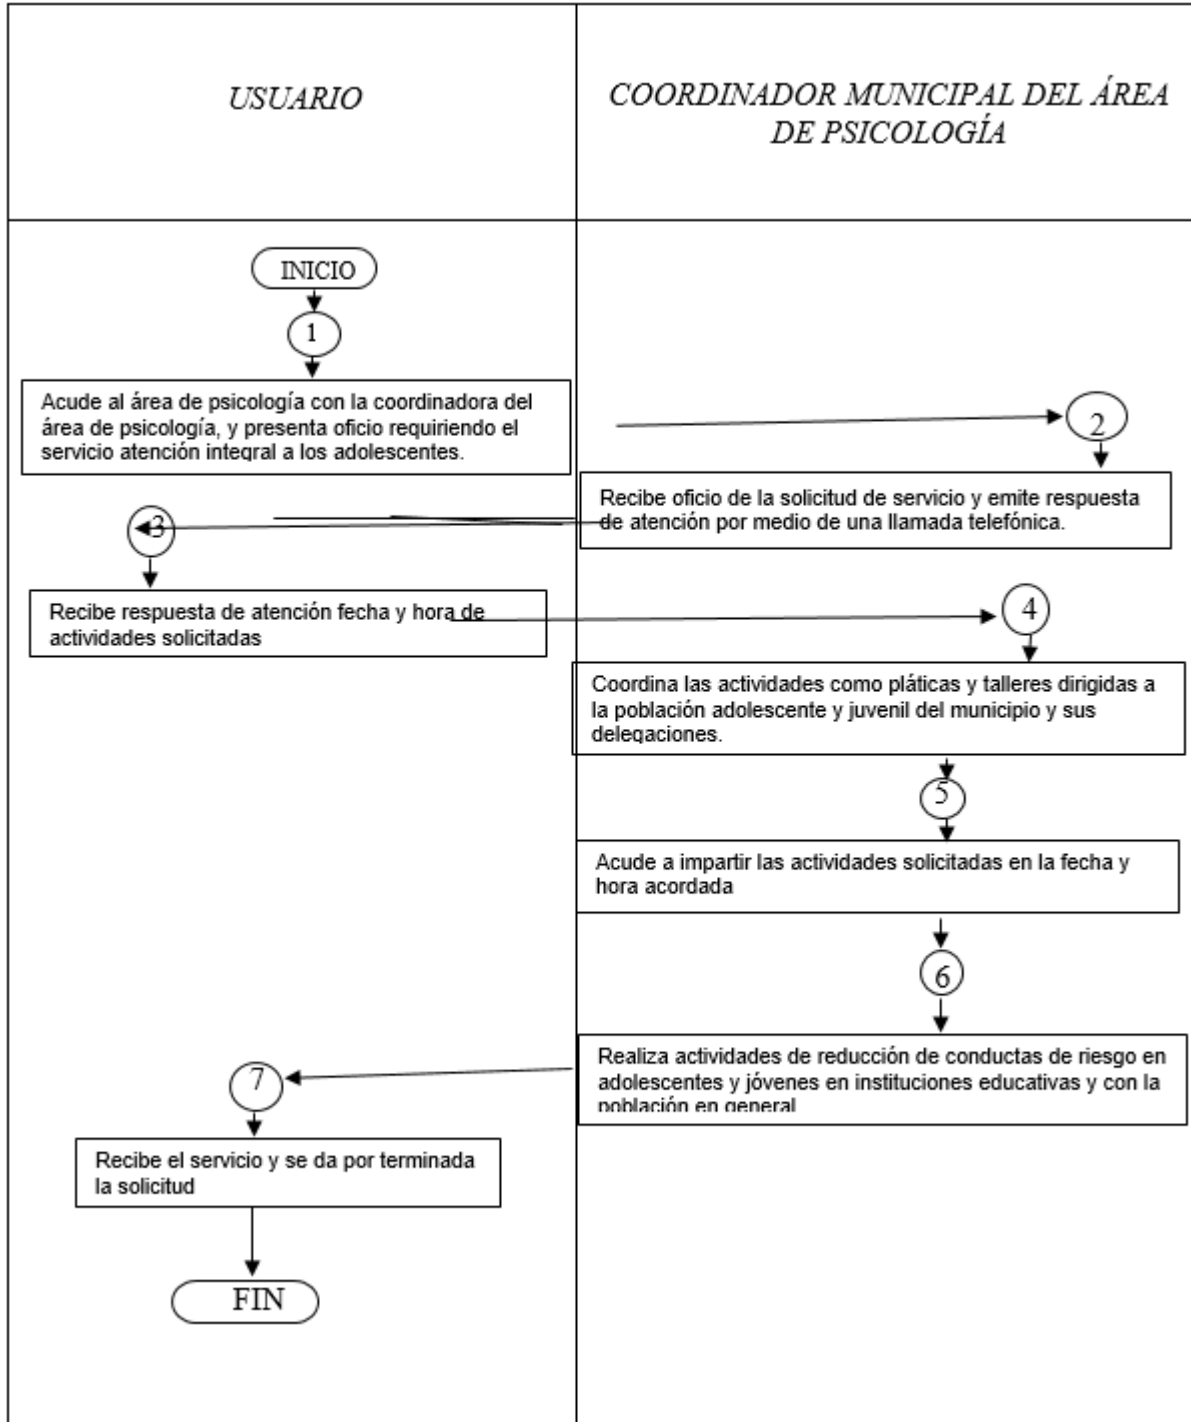 USUARIO
COORDINADOR MUNICIPAL DEL ÁREA
DE PSICOLOGÍA
INICIO
1
Acude al área de psicología con la coordinadora del
área de psicología, y presenta oficio requiriendo el
servicio atención integral a los adolescentes.
2
Recibe oficio de la solicitud de servicio y emite respuesta
de atención por medio de una llamada telefónica.
3
Recibe respuesta de atención fecha y hora de
actividades solicitadas
4
Coordina las actividades como pláticas y talleres dirigidas a
la población adolescente y juvenil del municipio y sus
delegaciones.
5
Acude a impartir las actividades solicitadas en la fecha y
hora acordada
6
Realiza actividades de reducción de conductas de riesgo en
adolescentes y jóvenes en instituciones educativas y con la
población en general
7
Recibe el servicio y se da por terminada
la solicitud
FIN